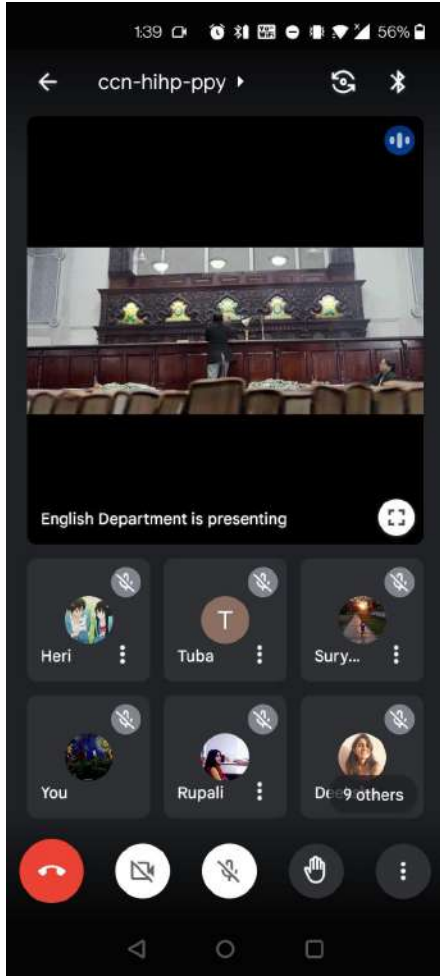 1:39 56%
ccn-hihp-ppy
English Department is presenting
T
Heri Tuba Sury...
You Rupali 9 others